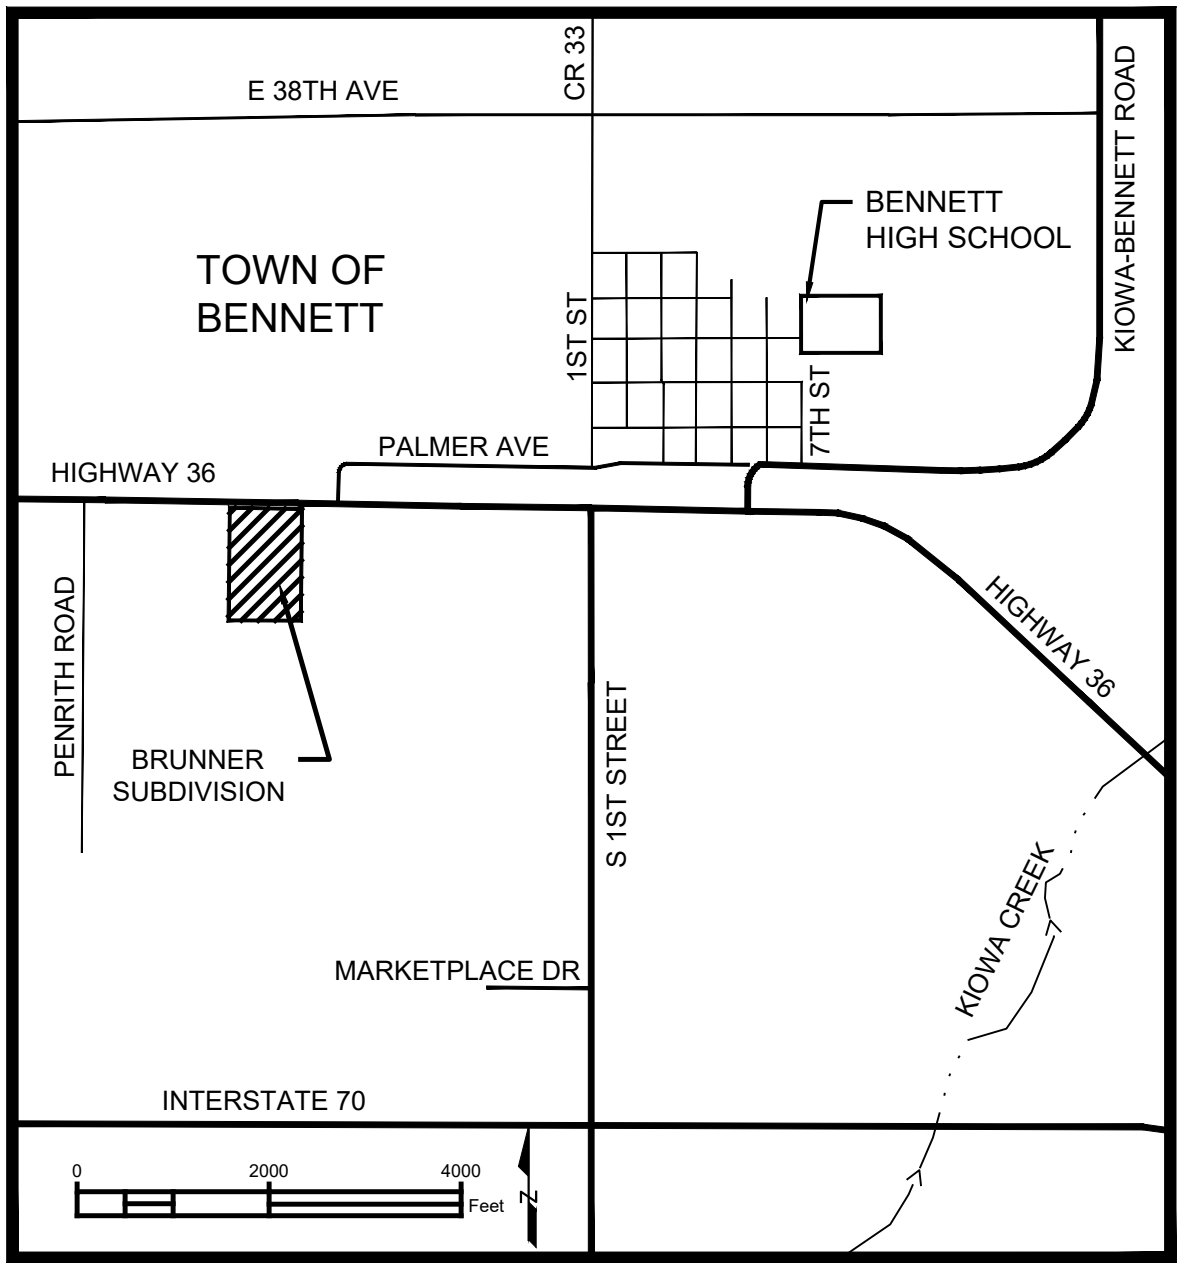 CR 33
E 38TH AVE
KIOWA-BENNETT ROAD
BENNETT
HIGH SCHOOL
TOWN OF
BENNETT
1ST ST
7TH ST
PALMER AVE
HIGHWAY 36
PENRITH ROAD
HIGHWAY 36
BRUNNER
SUBDIVISION
S 1ST STREET
KIOWA CREEK
MARKETPLACE DR
INTERSTATE 70
0 2000 4000
Feet
N